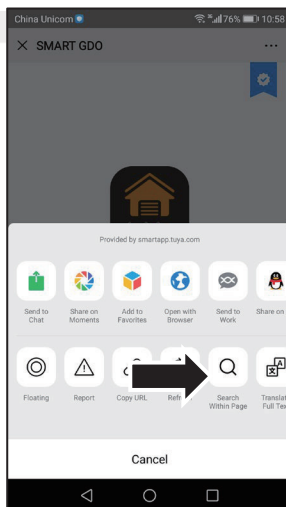 China Unicom 76% 10:58
SMART GDO
Provided by smartapp.tuya.com
Send to Chat
Share on Moments
Add to Favorites
Open with Browser
Send to Work
Share on
Floating
Report
Copy URL
Search Within Page
Full
Cancel